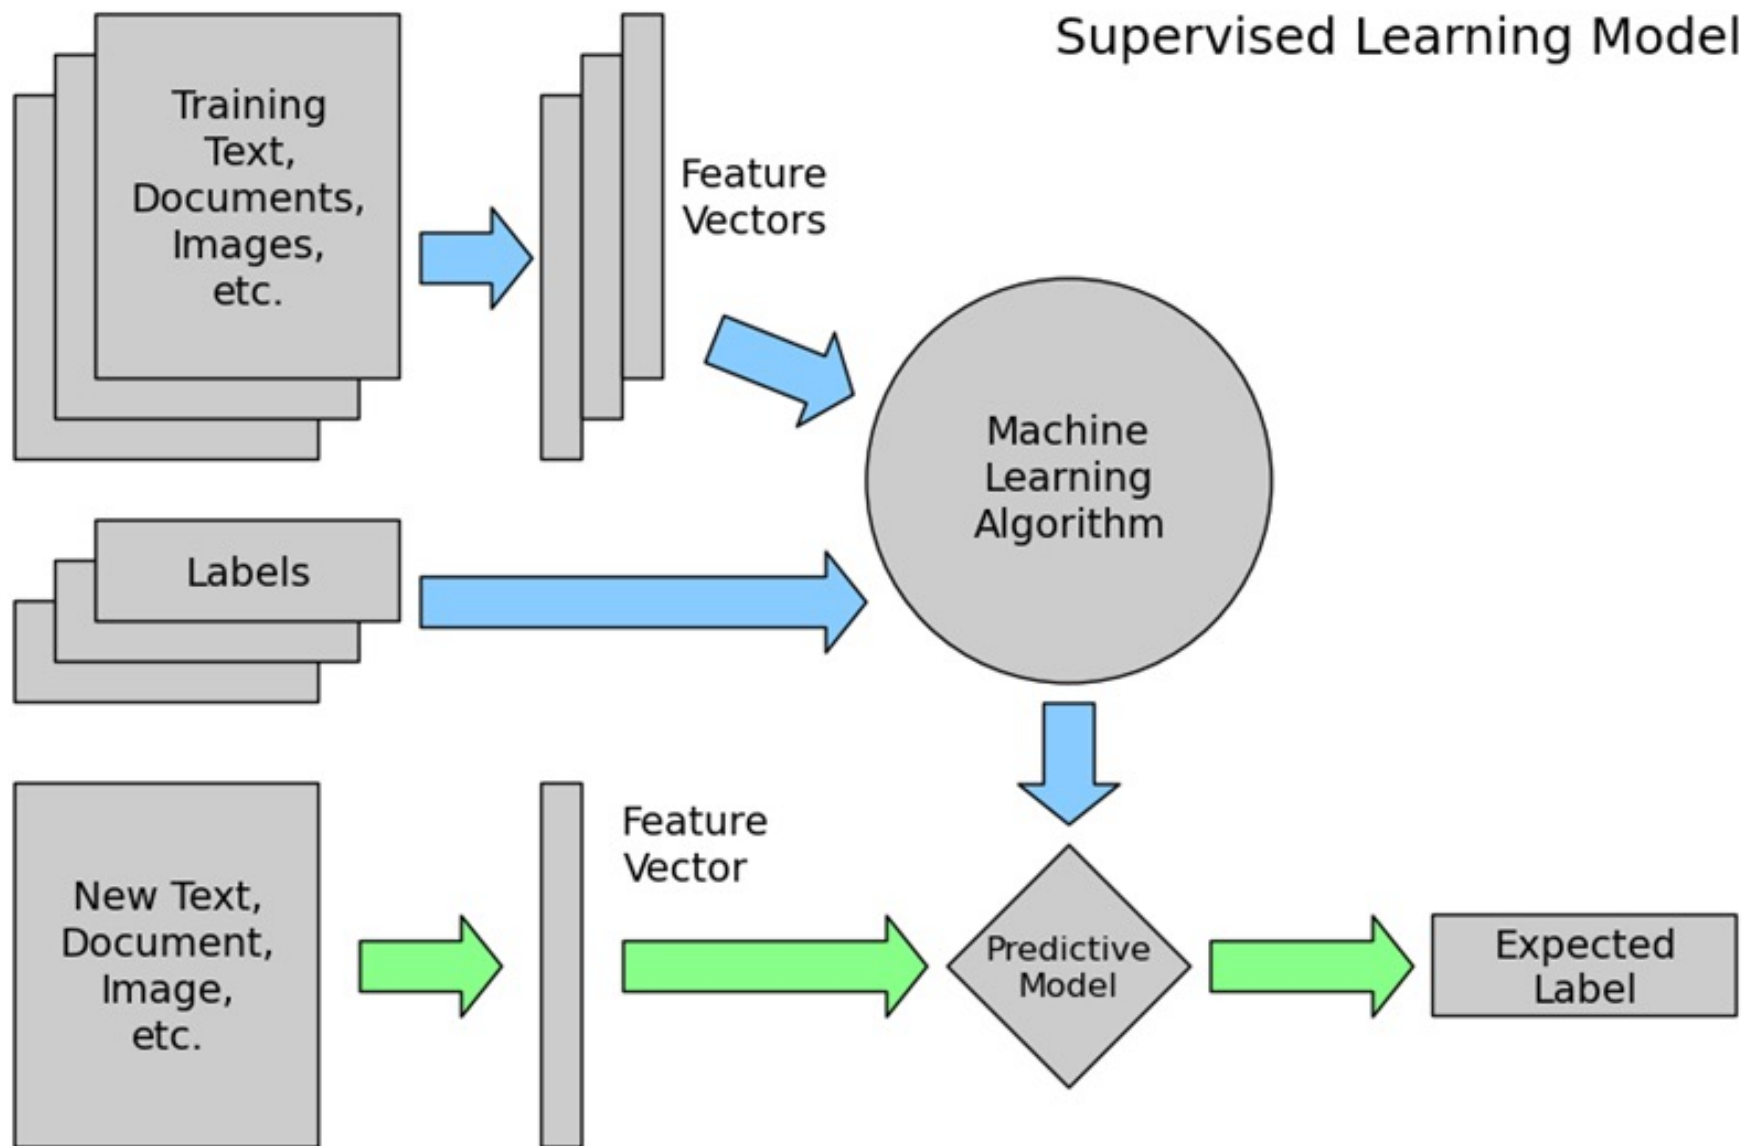 Supervised Learning Model
Training
Text,
Documents,
Images,
etc.
Feature
Vectors
Machine
Learning
Algorithm
Labels
Feature
Vector
New Text,
Document,
Image,
etc.
Predictive
Model
Expected
Label